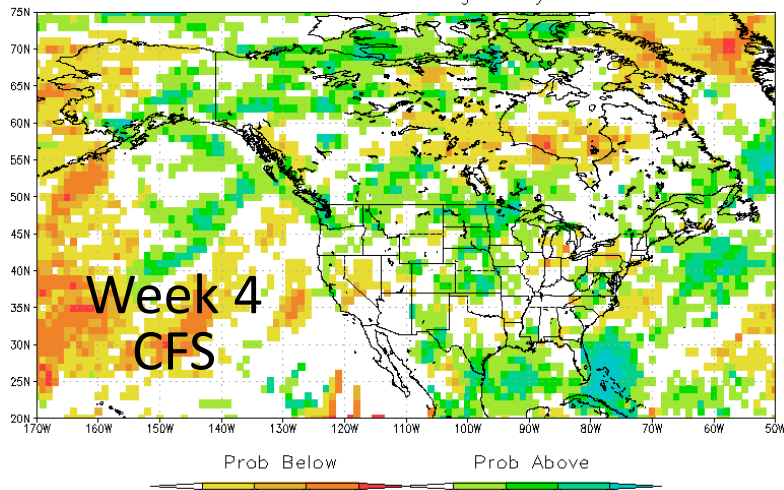 75N
70N
65N
60N
55N
50N
45N
40N
35N
30N
25N
20N
Week 4
CFS
170W 160W 150W 140W 130W 120W 110W 100W 90W 80W 70W 60W 50W
Prob Below Prob Above